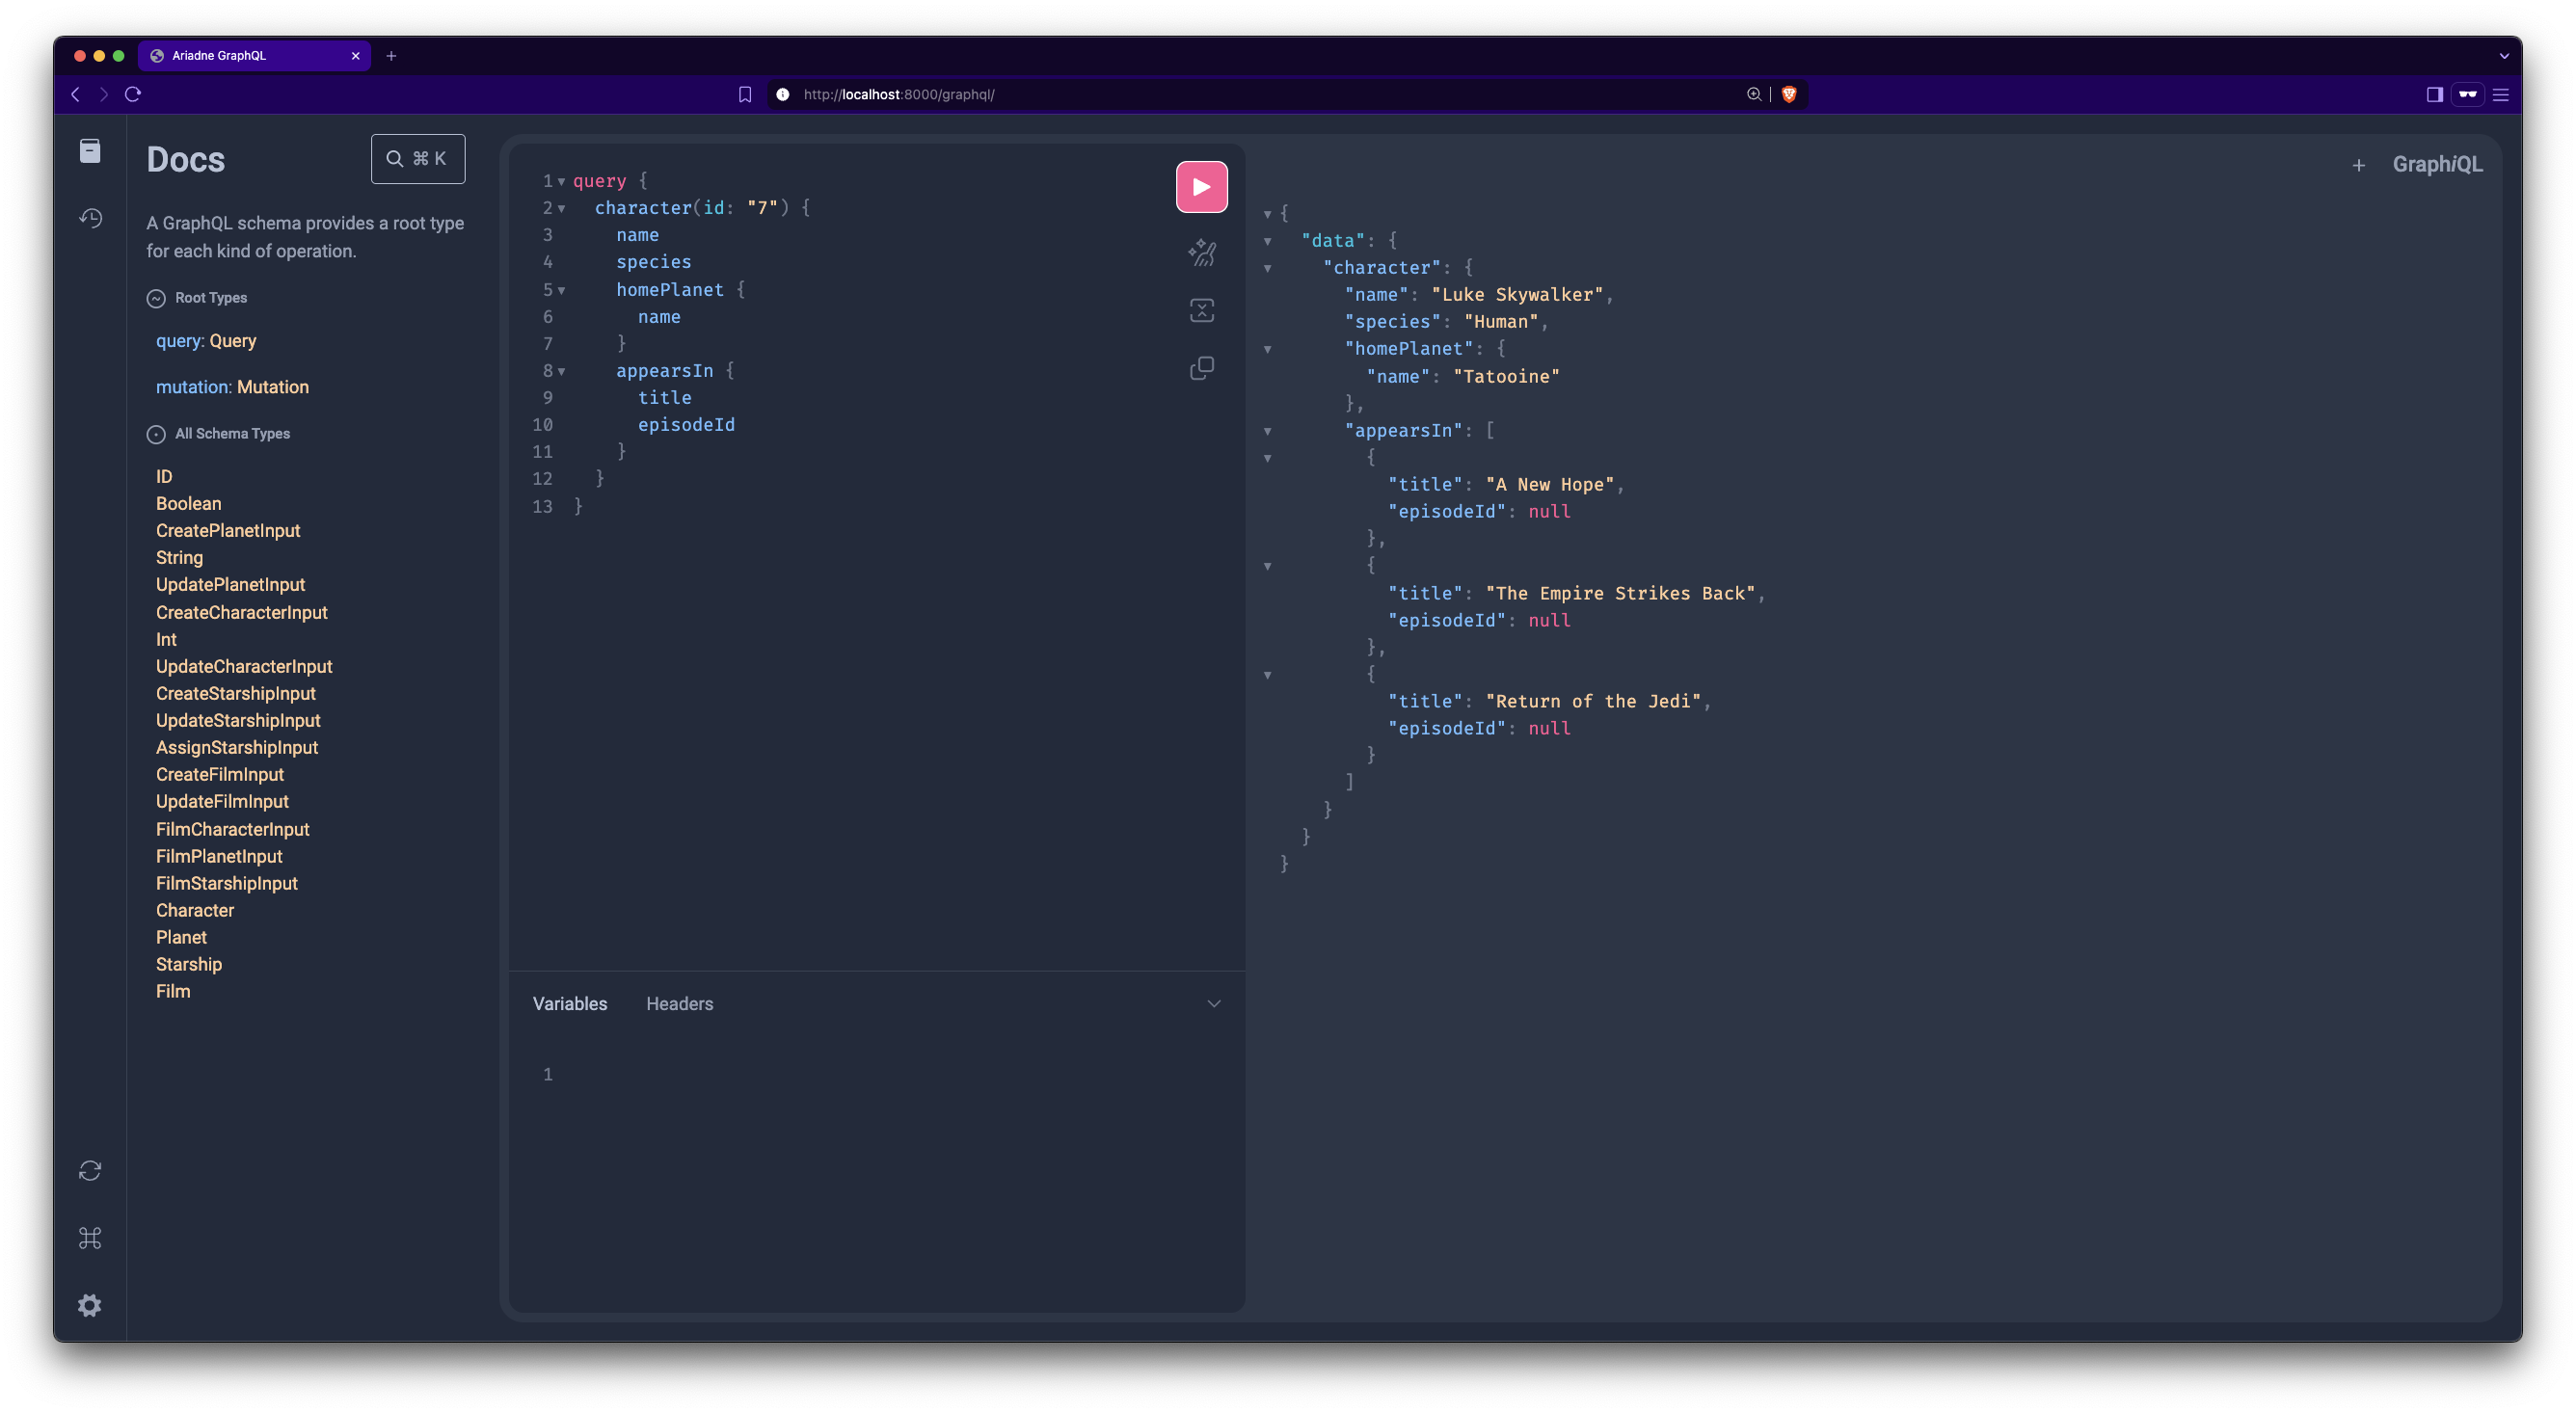 Ariadne GraphQL
http://localhost:8000/graphql/
Docs
⌘ K
A GraphQL schema provides a root type
for each kind of operation.
Root Types
query: Query
mutation: Mutation
All Schema Types
ID
Boolean
CreatePlanetInput
String
UpdatePlanetInput
CreateCharacterInput
Int
UpdateCharacterInput
CreateStarshipInput
UpdateStarshipInput
AssignStarshipInput
CreateFilmInput
UpdateFilmInput
FilmCharacterInput
FilmPlanetInput
FilmStarshipInput
Character
Planet
Starship
Film
1 query {
2   character(id: "7") {
3     name
4     species
5     homePlanet {
6       name
7     }
8     appearsIn {
9       title
10       episodeId
11     }
12   }
13 }
Variables Headers
1
GraphiQL
{
  "data": {
    "character": {
      "name": "Luke Skywalker",
      "species": "Human",
      "homePlanet": {
        "name": "Tatooine"
      },
      "appearsIn": [
        {
          "title": "A New Hope",
          "episodeId": null
        },
        {
          "title": "The Empire Strikes Back",
          "episodeId": null
        },
        {
          "title": "Return of the Jedi",
          "episodeId": null
        }
      ]
    }
  }
}